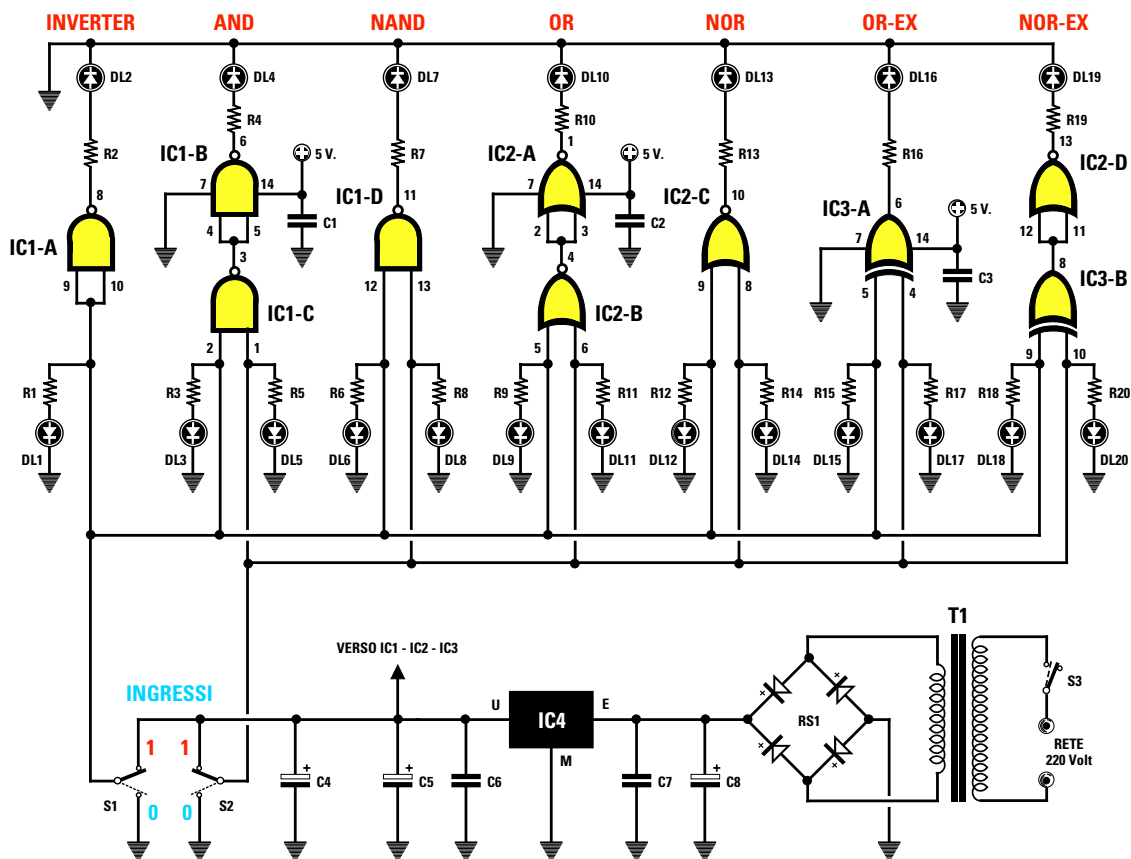 INVERTER AND NAND OR NOR OR-EX NOR-EX
DL2 DL4 DL7 DL10 DL13 DL16 DL19
R4 R10 R19
6 1 13
R2 IC1-B 5 V. R7 IC2-A 5 V. R13 R16 IC2-D
7 14 7 14
8 IC1-D 11 IC2-C 10 IC3-A 6 5 V.
C1 C2
4 5 2 3 12 11
IC1-A 7 14
3 4 8
9 10 12 13 9 8 5 4 C3 IC3-B
IC1-C IC2-B
2 1 5 6 9 10
R1 R3 R5 R6 R8 R9 R11 R12 R14 R15 R17 R18 R20
DL1 DL3 DL5 DL6 DL8 DL9 DL11 DL12 DL14 DL15 DL17 DL18 DL20
T1
VERSO IC1 - IC2 - IC3
S3
INGRESSI
U IC4 E RS1
RETE
220 Volt
1 1 M
+ + +
S1 S2 C4 C5 C6 C7 C8
0 0